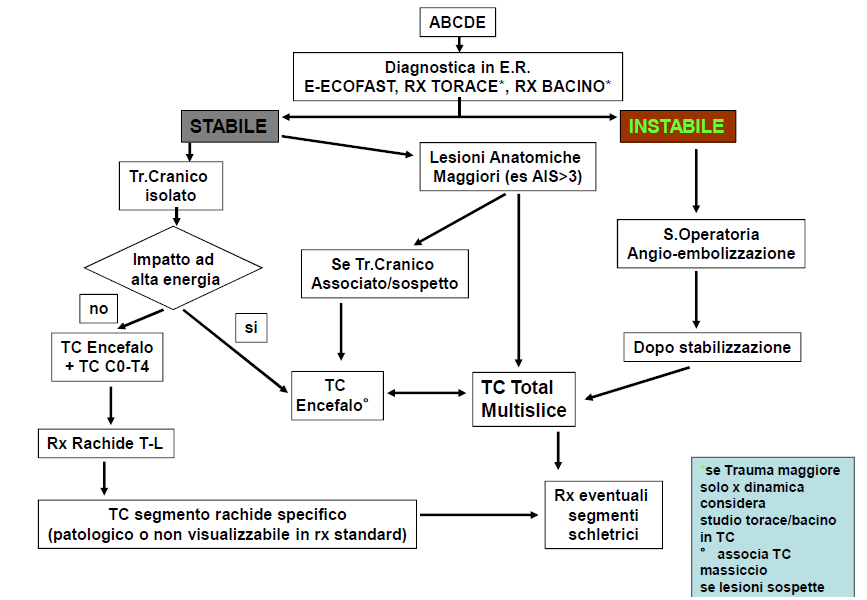 ABCDE
Diagnostica in E.R.
E-ECOFAST, RX TORACE*, RX BACINO*
STABILE
INSTABILE
Tr.Cranico
isolato
Lesioni Anatomiche
Maggiori (es AIS>3)
Impatto ad
alta energia
Se Tr.Cranico
Associato/sospetto
S.Operatoria
Angio-embolizzazione
no
si
TC Encefalo
+ TC C0-T4
Dopo stabilizzazione
TC
Encefalo°
TC Total
Multislice
Rx Rachide T-L
TC segmento rachide specifico
(patologico o non visualizzabile in rx standard)
Rx eventuali
segmenti
schletrici
*se Trauma maggiore
solo x dinamica
considera
studio torace/bacino
in TC
° associa TC
massiccio
se lesioni sospette